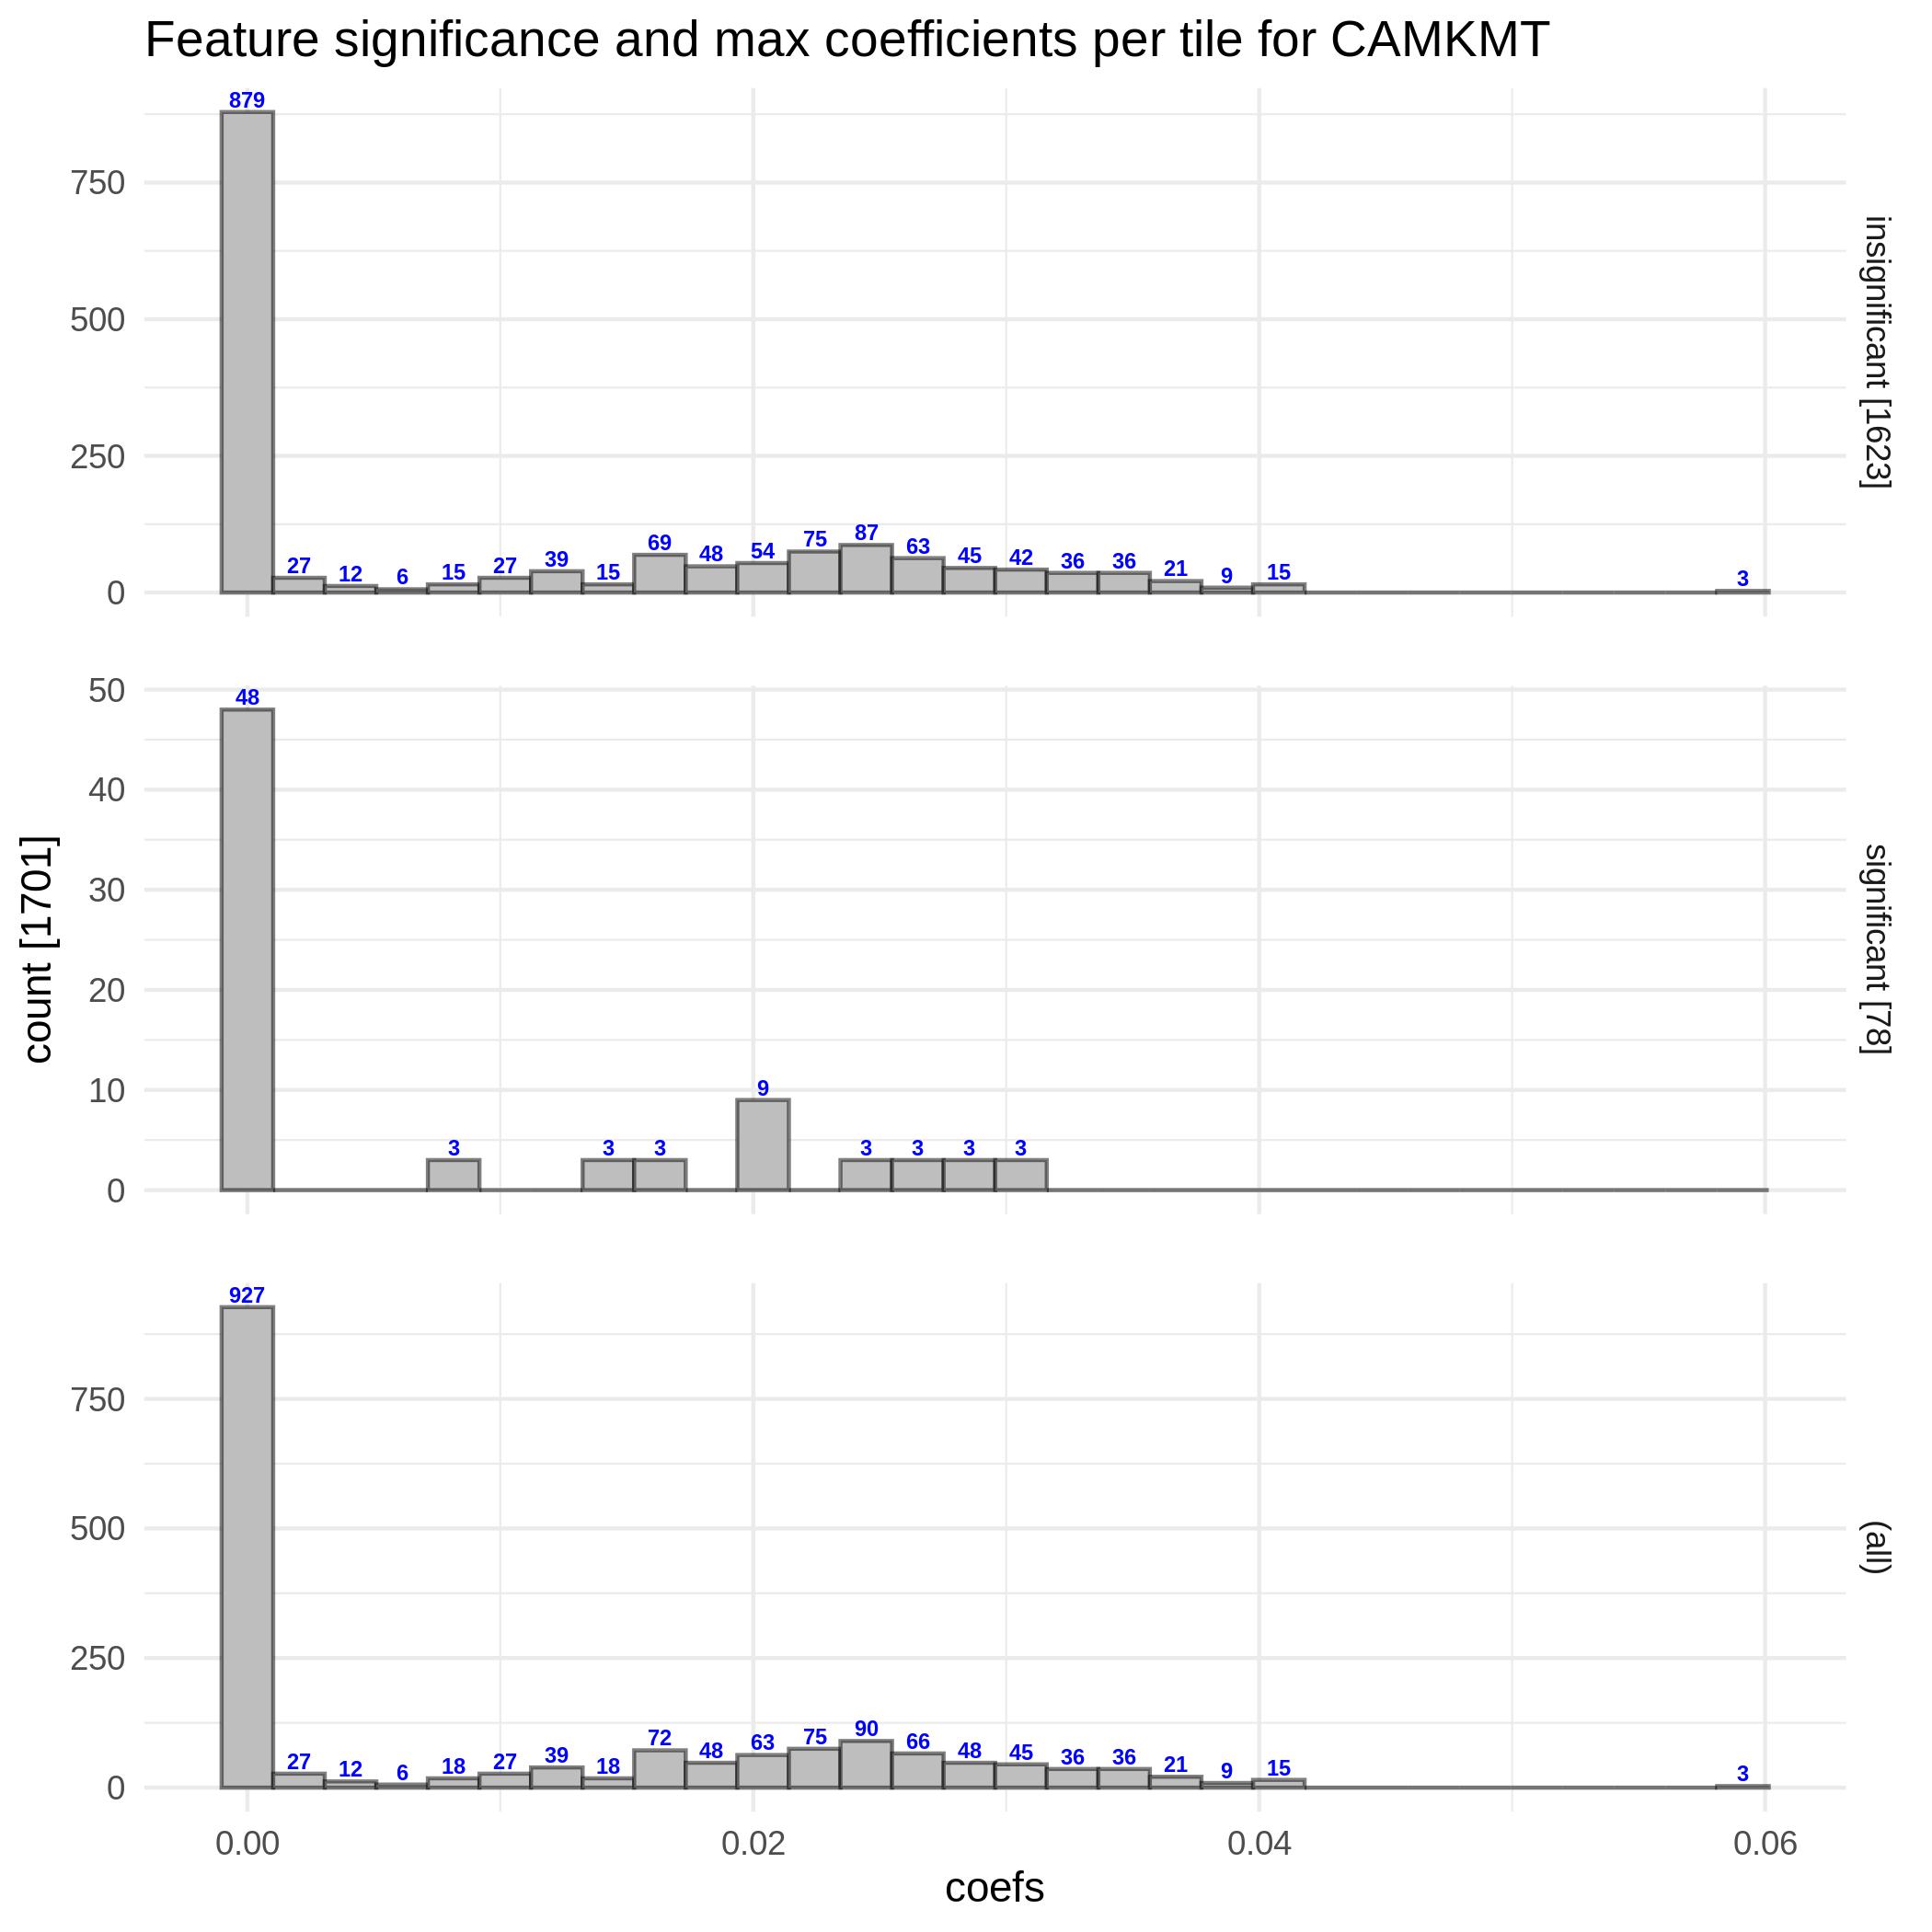 Feature significance and max coefficients per tile for CAMKMT
879
750
500
250
0
27 12 6 15 27 39 15 69 48 54 75 87 63 45 42 36 36 21 9 15 3
insignificant [1623]
count [1701]
50
40
30
20
10
0
48
3 3 3 9 3 3 3 3
significant [78]
927
750
500
250
0
27 12 6 18 27 39 18 72 48 63 75 90 66 48 45 36 36 21 9 15 3
(all)
0.00 0.02 0.04 0.06
coefs